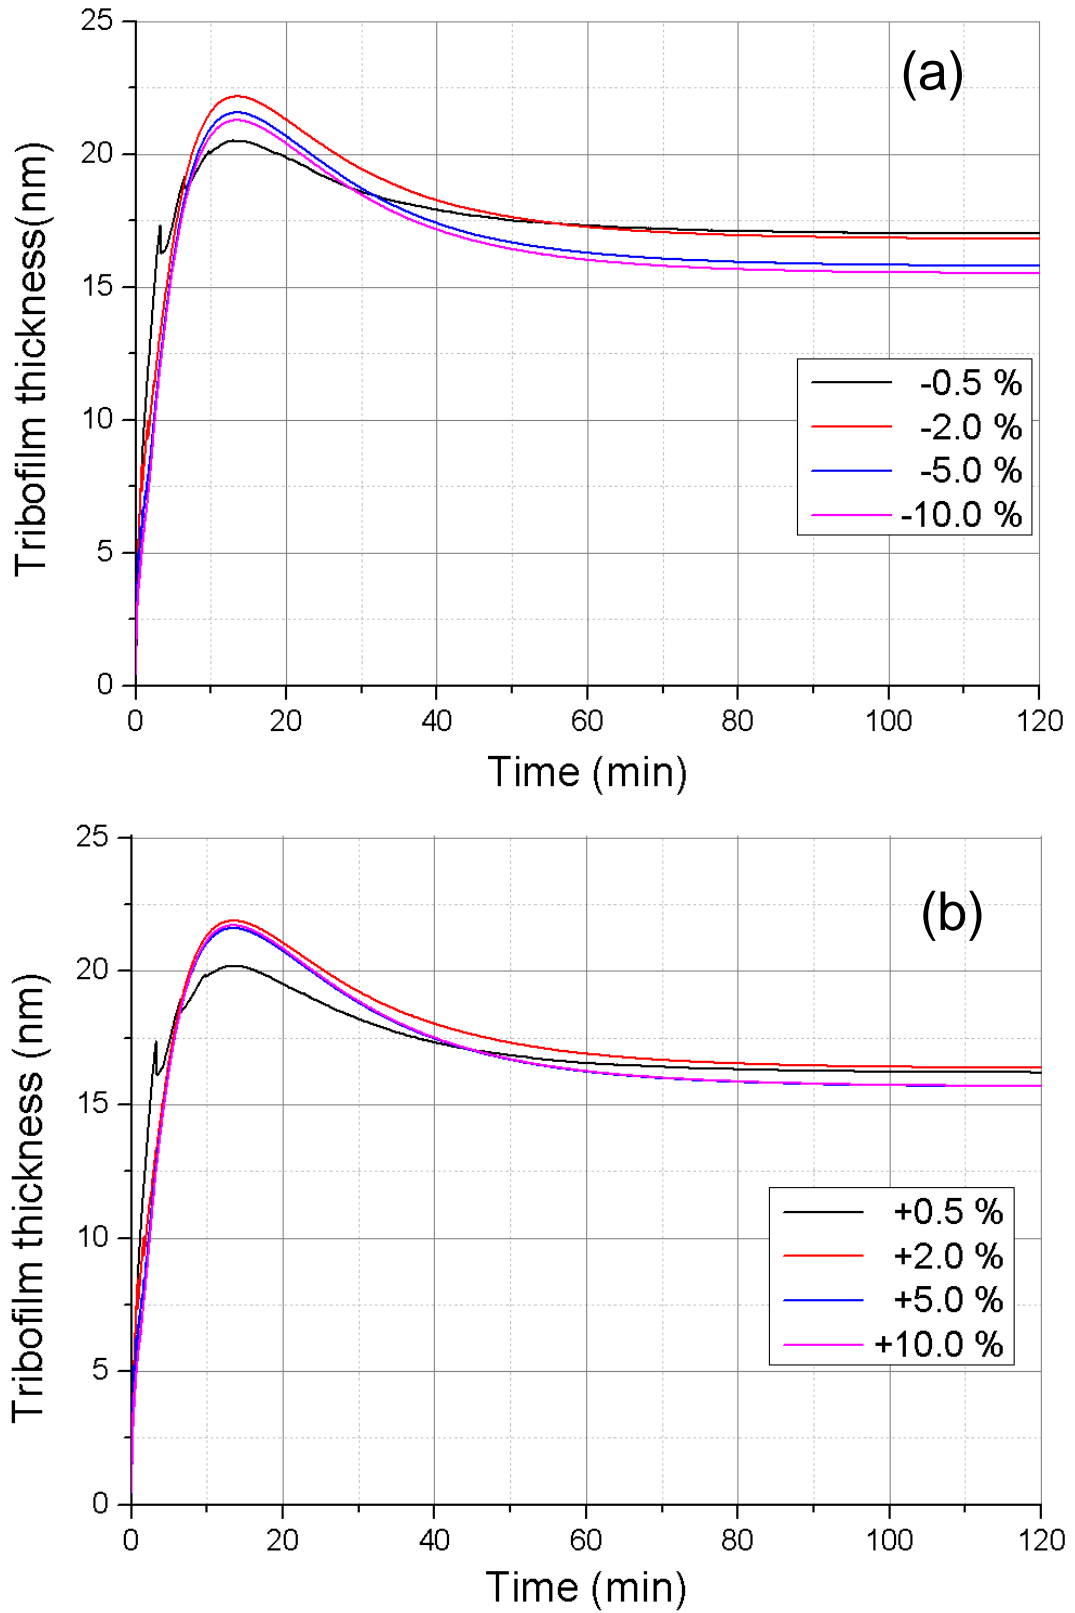 (a)
25
20
15
10
5
0
Tribofilm thickness(nm)
-0.5 %
-2.0 %
-5.0 %
-10.0 %
0 20 40 60 80 100 120
Time (min)
(b)
25
20
15
10
5
0
Tribofilm thickness (nm)
+0.5 %
+2.0 %
+5.0 %
+10.0 %
0 20 40 60 80 100 120
Time (min)